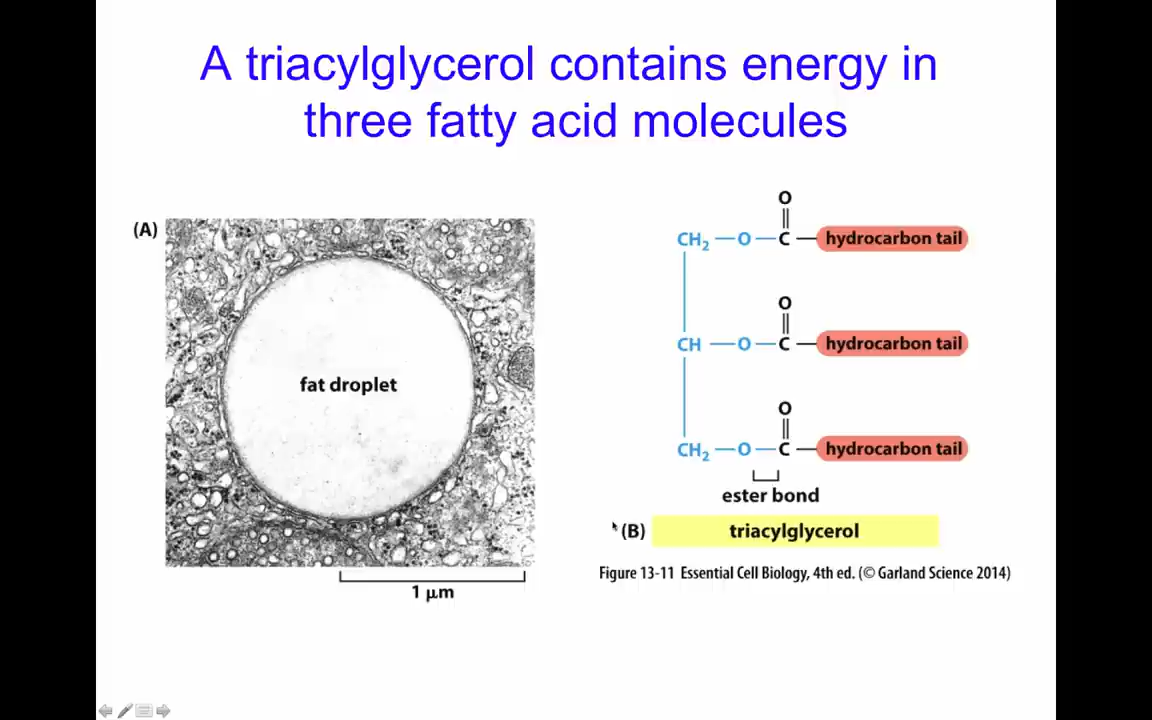 A triacylglycerol contains energy in
three fatty acid molecules
(A)
fat droplet
1 μm
O
||
CH₂ — O — C — hydrocarbon tail
O
||
CH — O — C — hydrocarbon tail
O
||
CH₂ — O — C — hydrocarbon tail
ester bond
(B) triacylglycerol
Figure 13-11 Essential Cell Biology, 4th ed. (© Garland Science 2014)